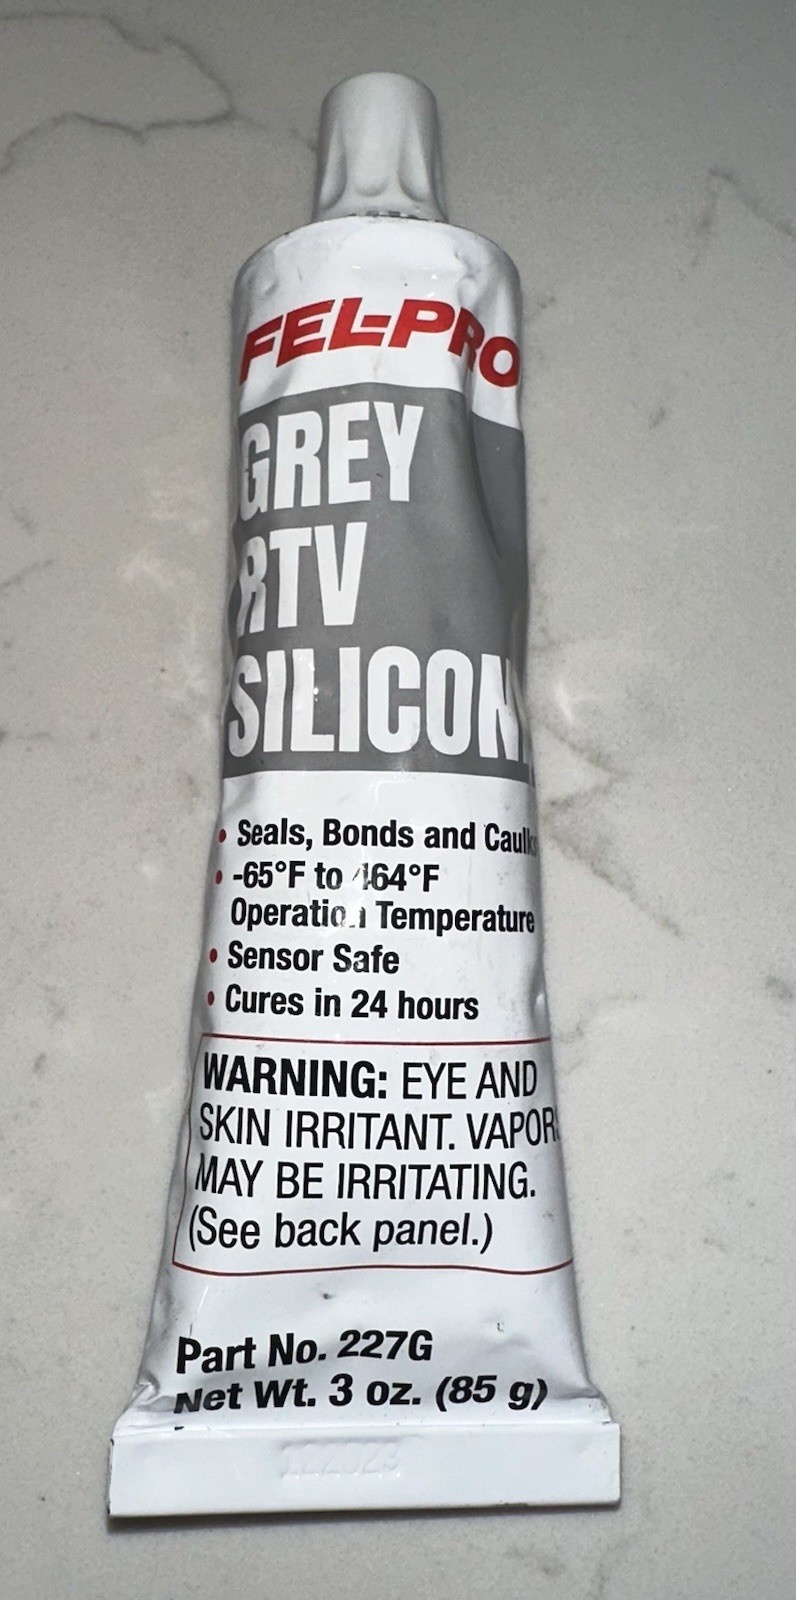 FEL-PRO
GREY
RTV
SILICON
Seals, Bonds and Caulk
-65°F to 464°F
Operation Temperature
Sensor Safe
Cures in 24 hours
WARNING: EYE AND
SKIN IRRITANT. VAPOR
MAY BE IRRITATING.
(See back panel.)
Part No. 227G
Net Wt. 3 oz. (85 g)